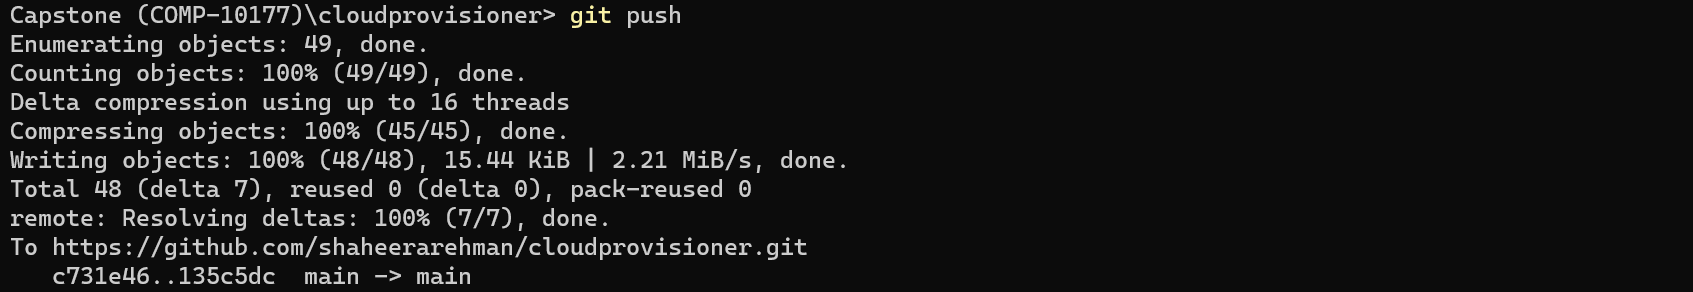 Capstone (COMP-10177)\cloudprovisioner> git push
Enumerating objects: 49, done.
Counting objects: 100% (49/49), done.
Delta compression using up to 16 threads
Compressing objects: 100% (45/45), done.
Writing objects: 100% (48/48), 15.44 KiB | 2.21 MiB/s, done.
Total 48 (delta 7), reused 0 (delta 0), pack-reused 0
remote: Resolving deltas: 100% (7/7), done.
To https://github.com/shaheerarehman/cloudprovisioner.git
   c731e46..135c5dc  main -> main